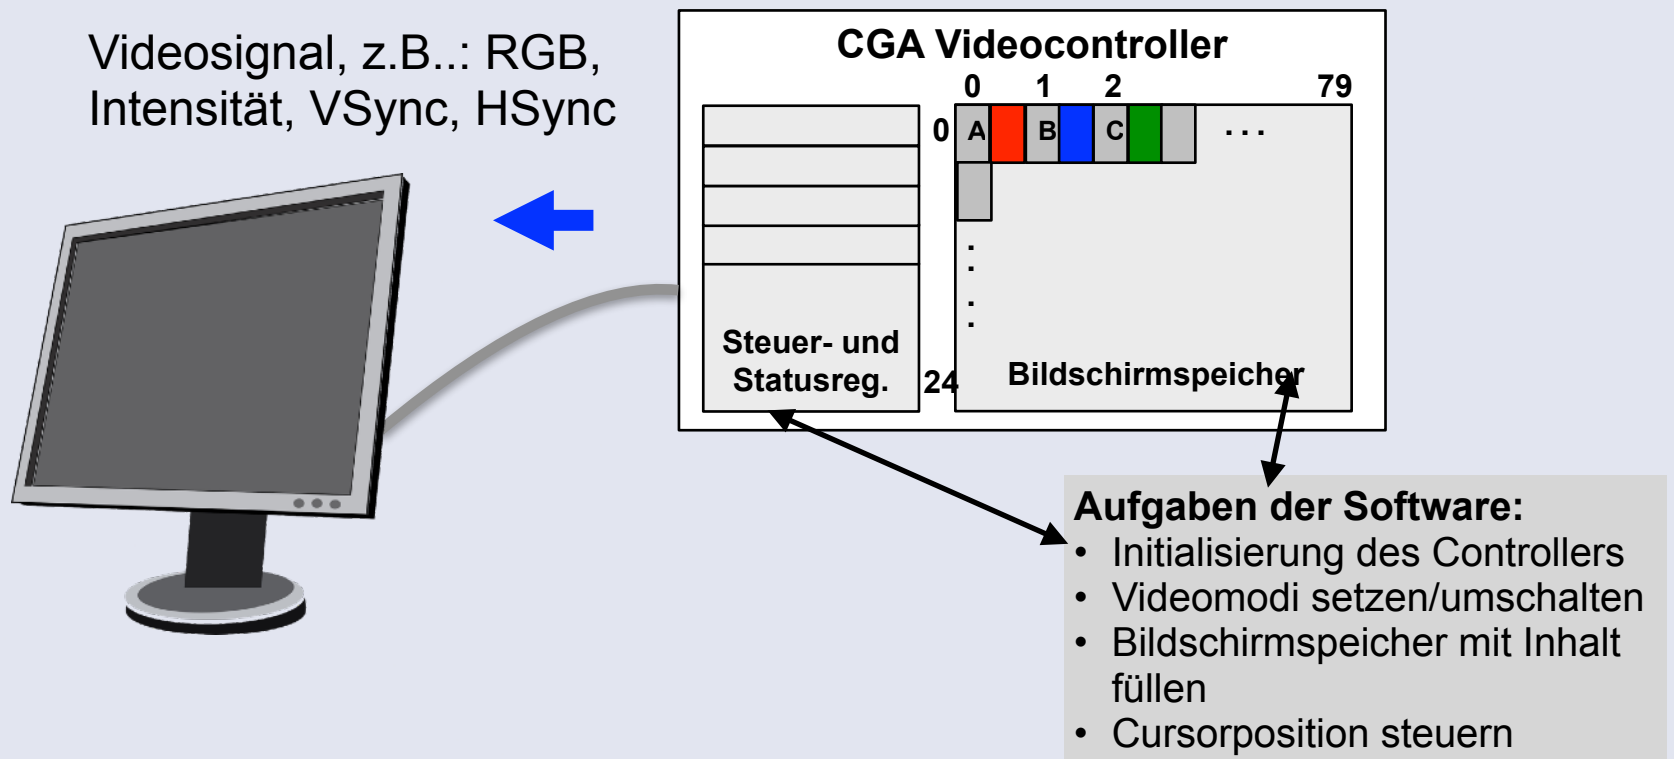 Videosignal, z.B..: RGB,
Intensität, VSync, HSync
CGA Videocontroller
0 1 2 79
0 A B C . . .
.
.
.
.
Steuer- und
Statusreg.
24 Bildschirmspeicher
Aufgaben der Software:
• Initialisierung des Controllers
• Videomodi setzen/umschalten
• Bildschirmspeicher mit Inhalt
füllen
• Cursorposition steuern